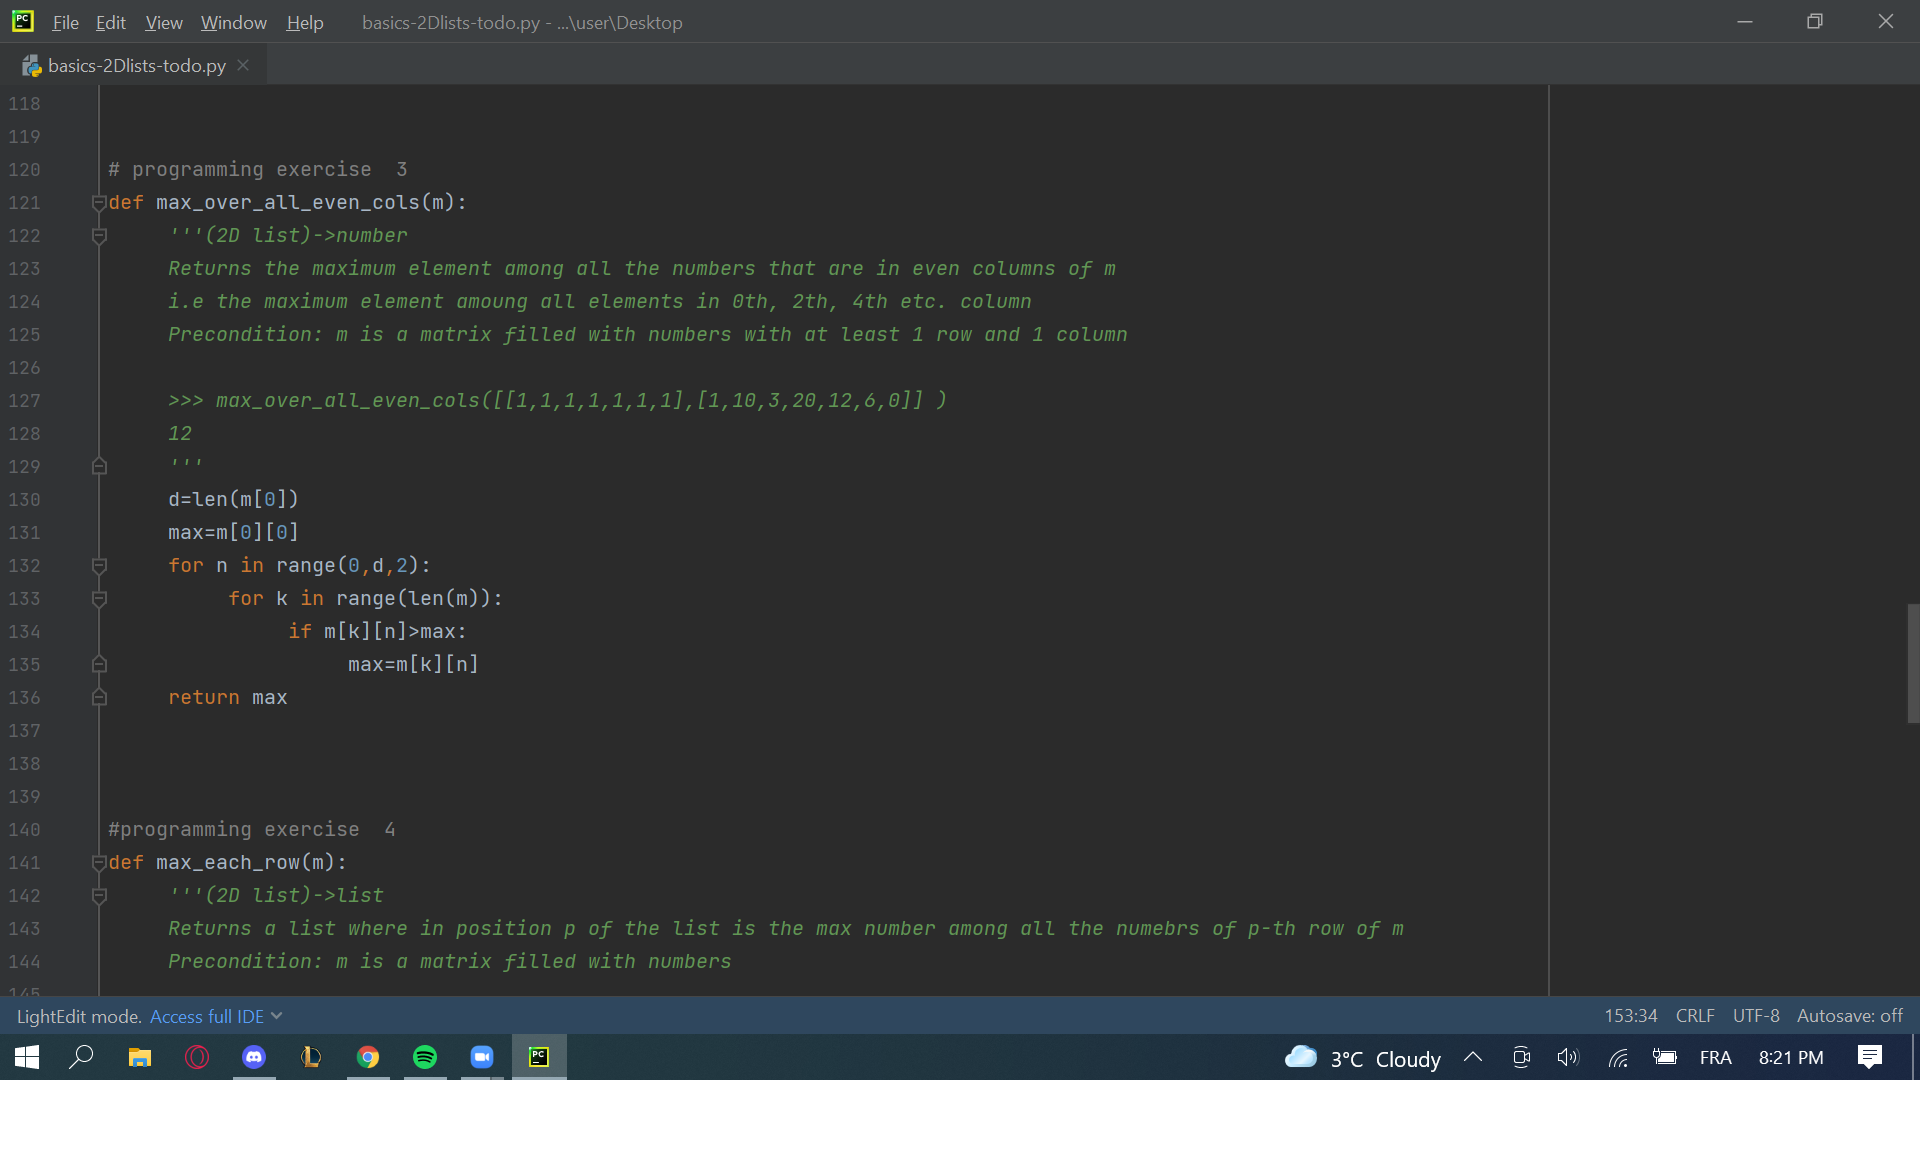 File Edit View Window Help basics-2Dlists-todo.py - ...\user\Desktop
basics-2Dlists-todo.py
118
119
120 # programming exercise  3
121 def max_over_all_even_cols(m):
122      '''(2D list)->number
123      Returns the maximum element among all the numbers that are in even columns of m
124      i.e the maximum element amoung all elements in 0th, 2th, 4th etc. column
125      Precondition: m is a matrix filled with numbers with at least 1 row and 1 column
126
127      >>> max_over_all_even_cols([[1,1,1,1,1,1,1],[1,10,3,20,12,6,0]] )
128      12
129      '''
130      d=len(m[0])
131      max=m[0][0]
132      for n in range(0,d,2):
133           for k in range(len(m)):
134                if m[k][n]>max:
135                     max=m[k][n]
136      return max
137
138
139
140 #programming exercise  4
141 def max_each_row(m):
142      '''(2D list)->list
143      Returns a list where in position p of the list is the max number among all the numebrs of p-th row of m
144      Precondition: m is a matrix filled with numbers
145
LightEdit mode. Access full IDE 153:34 CRLF UTF-8 Autosave: off
PC 3°C Cloudy FRA 8:21 PM